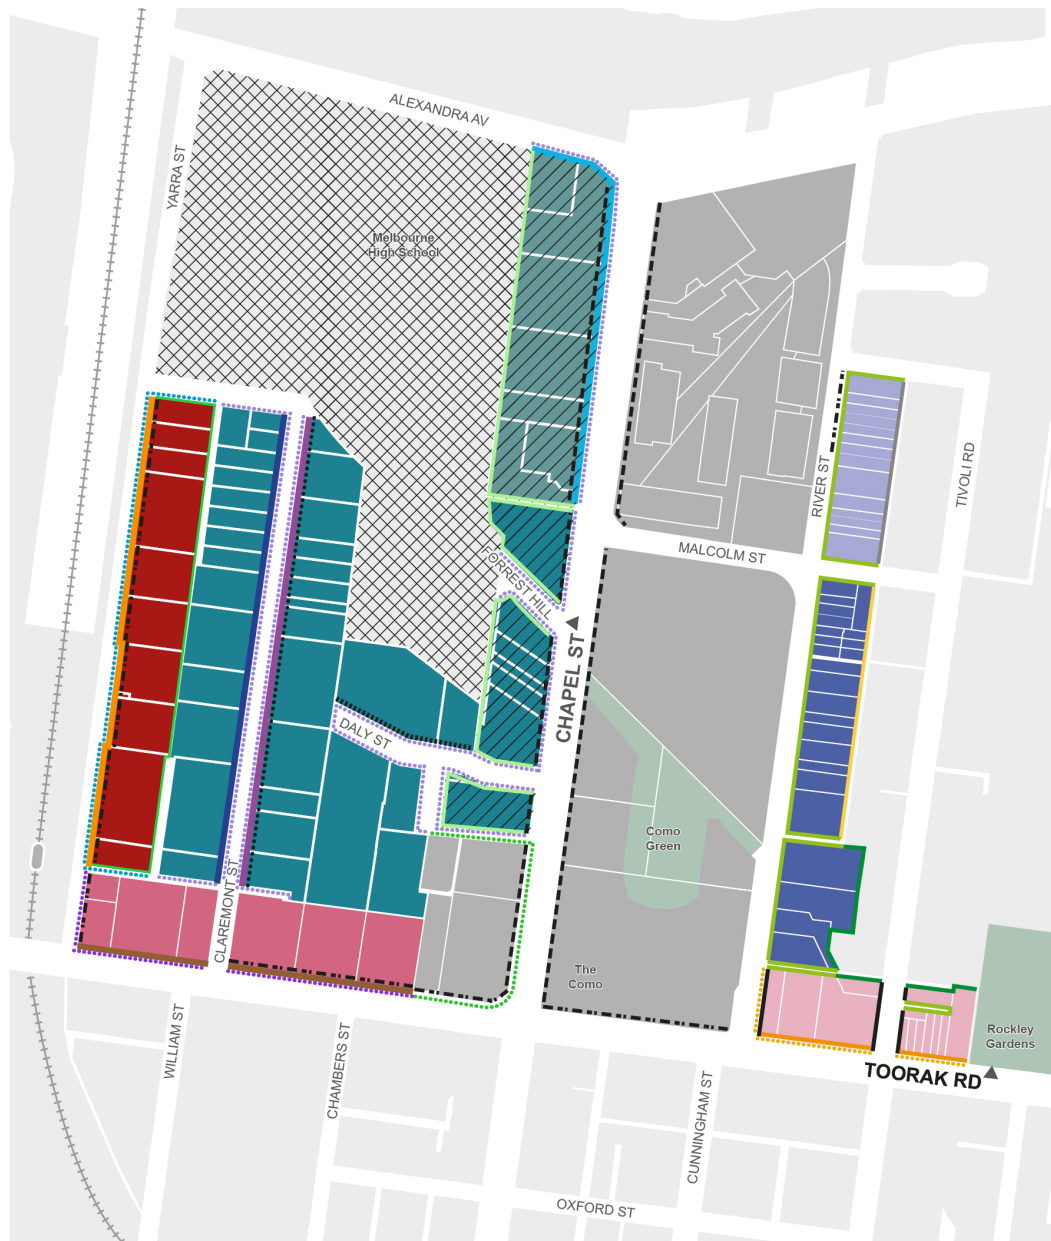 ALEXANDRA AV
YARRA ST
Melbourne
High School
TIVOLI RD
RIVER ST
MALCOLM ST
FORREST HILL
CHAPEL ST
DALY ST
Como
Green
CLAREMONT ST
The
Como
Rockley
Gardens
WILLIAM ST
CHAMBERS ST
TOORAK RD
CUNNINGHAM ST
OXFORD ST